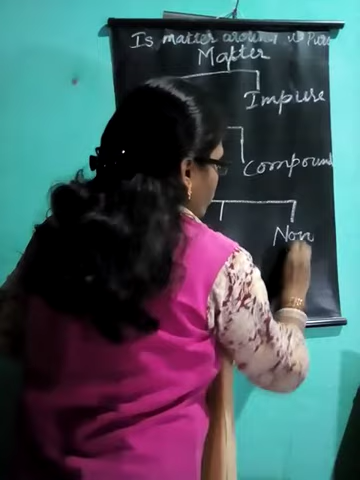 Is matter around us Pure
Matter
Impure
Compound
Non